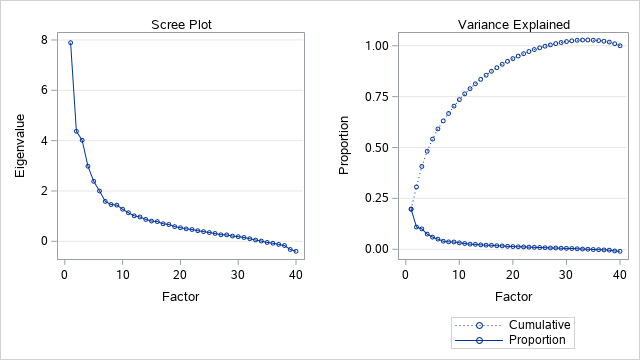 Scree Plot
Eigenvalue
8
6
4
2
0
0 10 20 30 40
Factor
Variance Explained
Proportion
1.00
0.75
0.50
0.25
0.00
0 10 20 30 40
Factor
Cumulative
Proportion